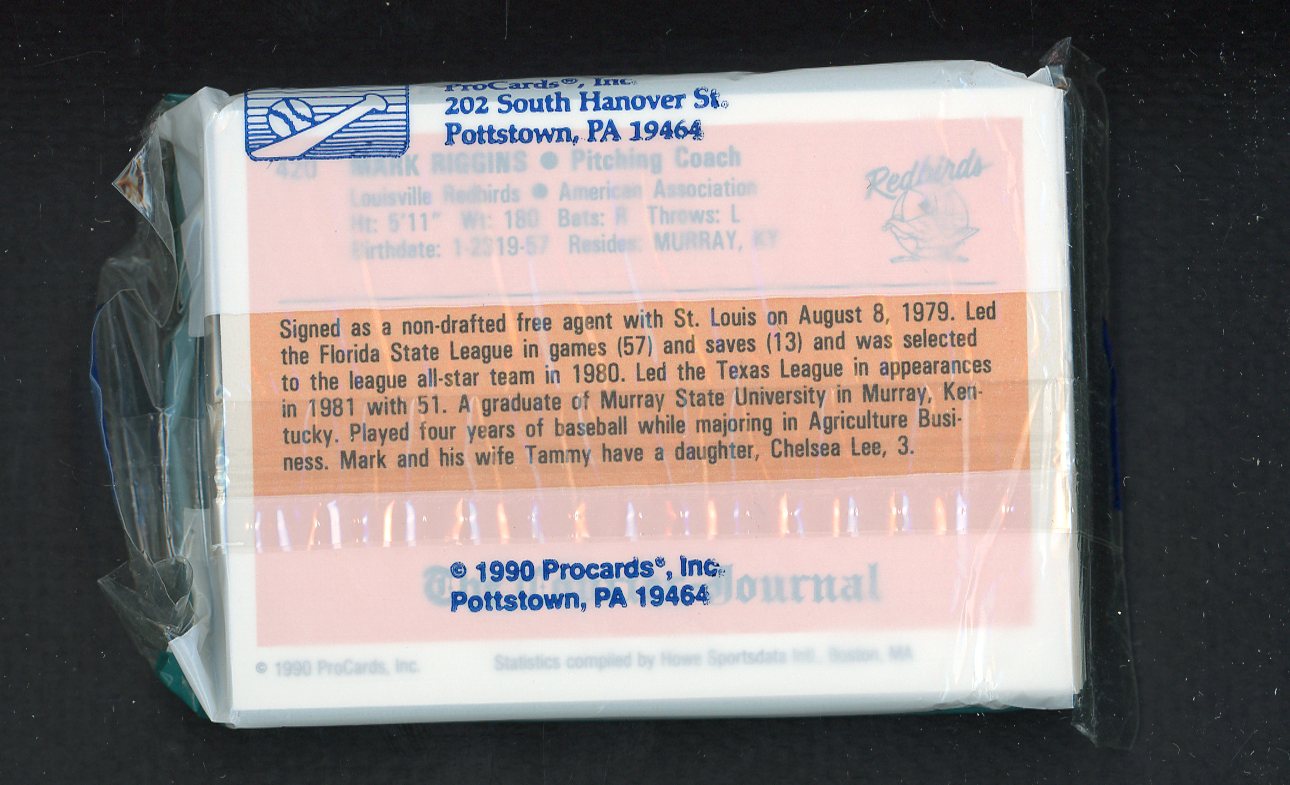 ProCards®, Inc.
202 South Hanover St.
Pottstown, PA 19464
420 MARK RIGGINS ● Pitching Coach
Louisville Redbirds ● American Association
Ht: 5'11" Wt: 180 Bats: R Throws: L
Birthdate: 1-2319-57 Resides: MURRAY, KY
Redbirds
Signed as a non-drafted free agent with St. Louis on August 8, 1979. Led
the Florida State League in games (57) and saves (13) and was selected
to the league all-star team in 1980. Led the Texas League in appearances
in 1981 with 51. A graduate of Murray State University in Murray, Ken-
tucky. Played four years of baseball while majoring in Agriculture Busi-
ness. Mark and his wife Tammy have a daughter, Chelsea Lee, 3.
© 1990 Procards®, Inc.
Journal
Pottstown, PA 19464
© 1990 ProCards, Inc. Statistics compiled by Howe Sportsdata Intl., Boston, MA